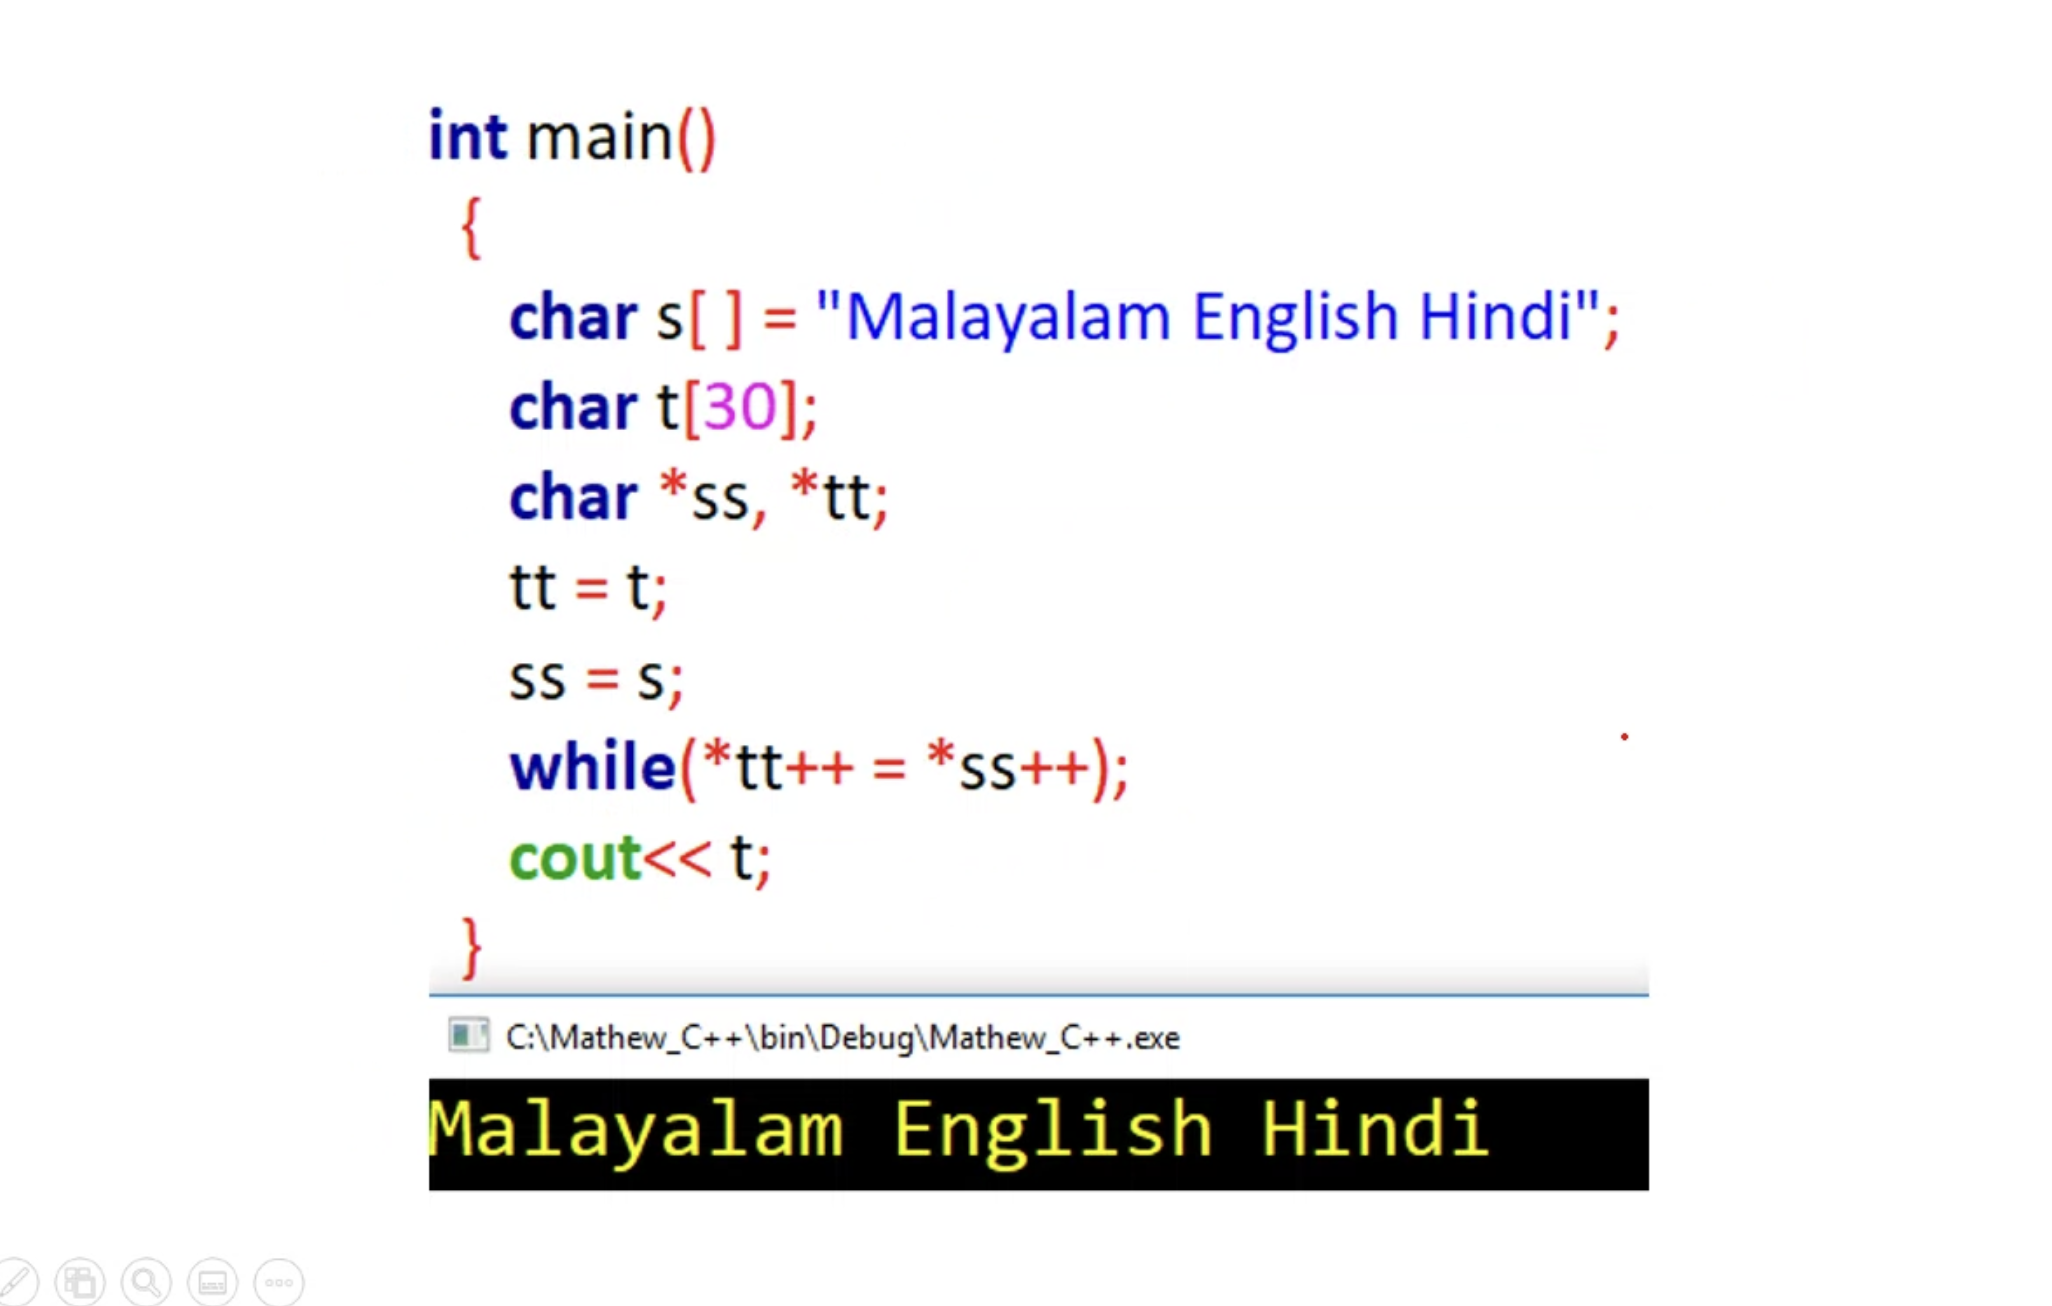 int main()
{
char s[ ] = "Malayalam English Hindi";
char t[30];
char *ss, *tt;
tt = t;
ss = s;
while(*tt++ = *ss++);
cout<< t;
}
C:\Mathew_C++\bin\Debug\Mathew_C++.exe
Malayalam English Hindi